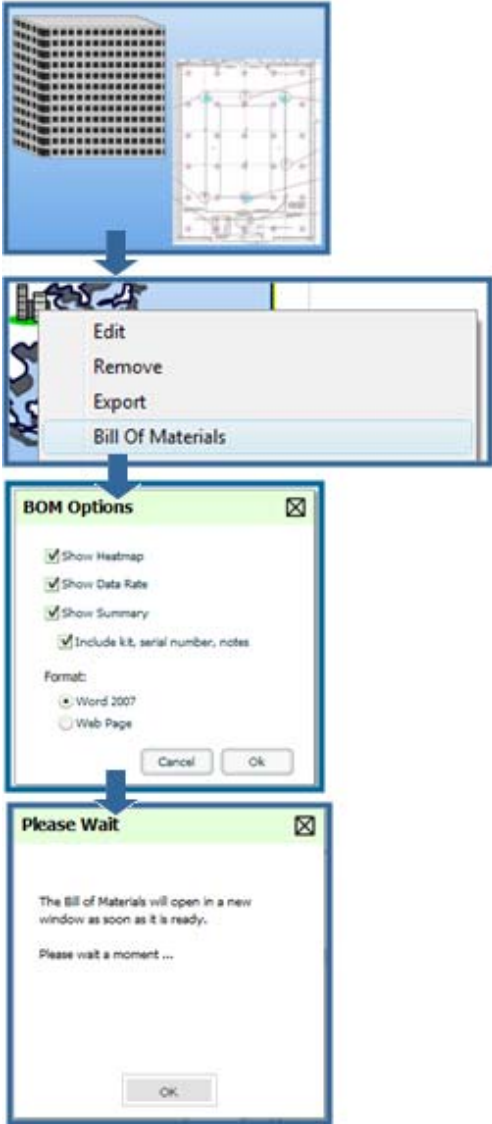 Edit
Remove
Export
Bill Of Materials
BOM Options
Show Heatmap
Show Data Rate
Show Summary
Include kit, serial number, notes
Format:
Word 2007
Web Page
Cancel
Ok
Please Wait
The Bill of Materials will open in a new
window as soon as it is ready.
Please wait a moment ...
OK